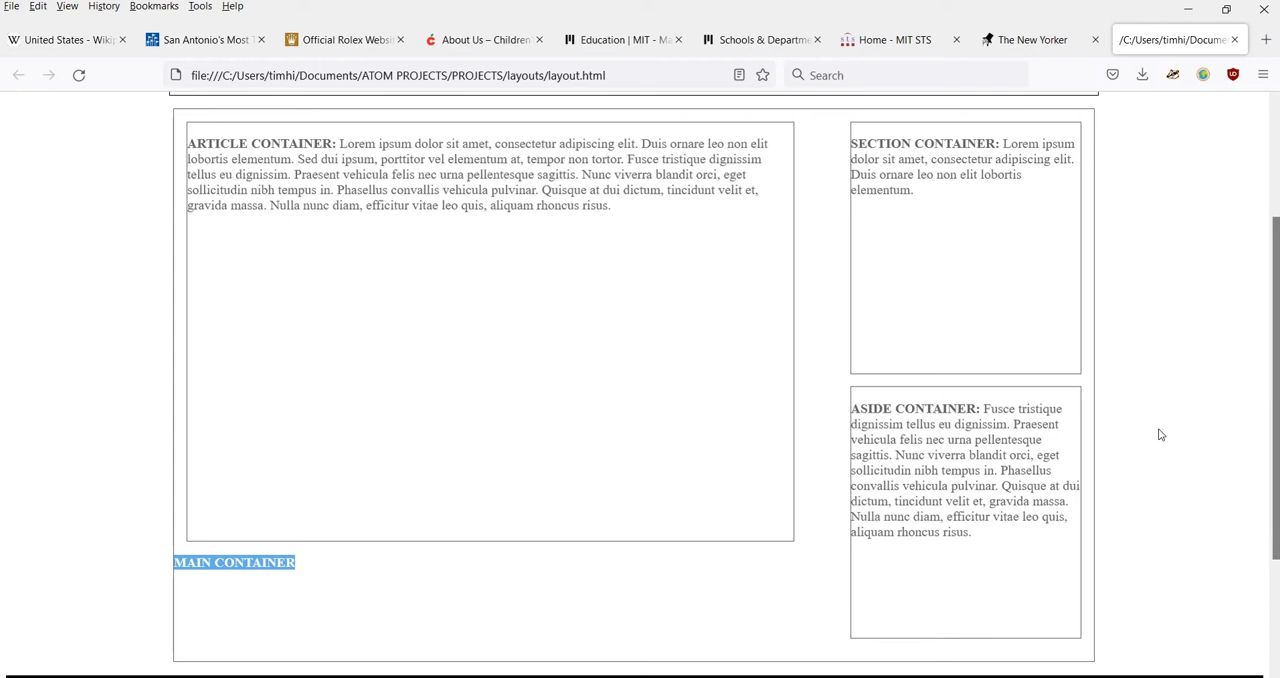 File Edit View History Bookmarks Tools Help
United States - Wiki
San Antonio's Most T
Official Rolex Websi
About Us – Children
Education | MIT - Ma
Schools & Departme
Home - MIT STS
The New Yorker
/C:/Users/timhi/Docume
file:///C:/Users/timhi/Documents/ATOM PROJECTS/PROJECTS/layouts/layout.html
Search
ARTICLE CONTAINER: Lorem ipsum dolor sit amet, consectetur adipiscing elit. Duis ornare leo non elit
lobortis elementum. Sed dui ipsum, porttitor vel elementum at, tempor non tortor. Fusce tristique dignissim
tellus eu dignissim. Praesent vehicula felis nec urna pellentesque sagittis. Nunc viverra blandit orci, eget
sollicitudin nibh tempus in. Phasellus convallis vehicula pulvinar. Quisque at dui dictum, tincidunt velit et,
gravida massa. Nulla nunc diam, efficitur vitae leo quis, aliquam rhoncus risus.
MAIN CONTAINER
SECTION CONTAINER: Lorem ipsum
dolor sit amet, consectetur adipiscing elit.
Duis ornare leo non elit lobortis
elementum.
ASIDE CONTAINER: Fusce tristique
dignissim tellus eu dignissim. Praesent
vehicula felis nec urna pellentesque
sagittis. Nunc viverra blandit orci, eget
sollicitudin nibh tempus in. Phasellus
convallis vehicula pulvinar. Quisque at dui
dictum, tincidunt velit et, gravida massa.
Nulla nunc diam, efficitur vitae leo quis,
aliquam rhoncus risus.